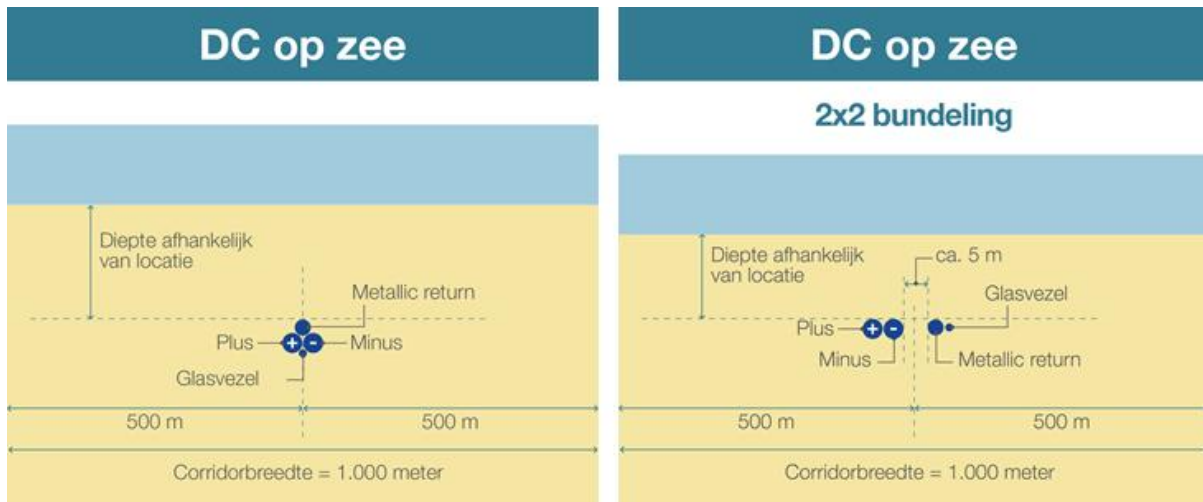 DC op zee
Diepte afhankelijk
van locatie
Metallic return
Plus
+
-
Minus
Glasvezel
500 m
500 m
Corridorbreedte = 1.000 meter
DC op zee
2x2 bundeling
Diepte afhankelijk
van locatie
ca. 5 m
Glasvezel
Plus
+
-
Minus
Metallic return
500 m
500 m
Corridorbreedte = 1.000 meter